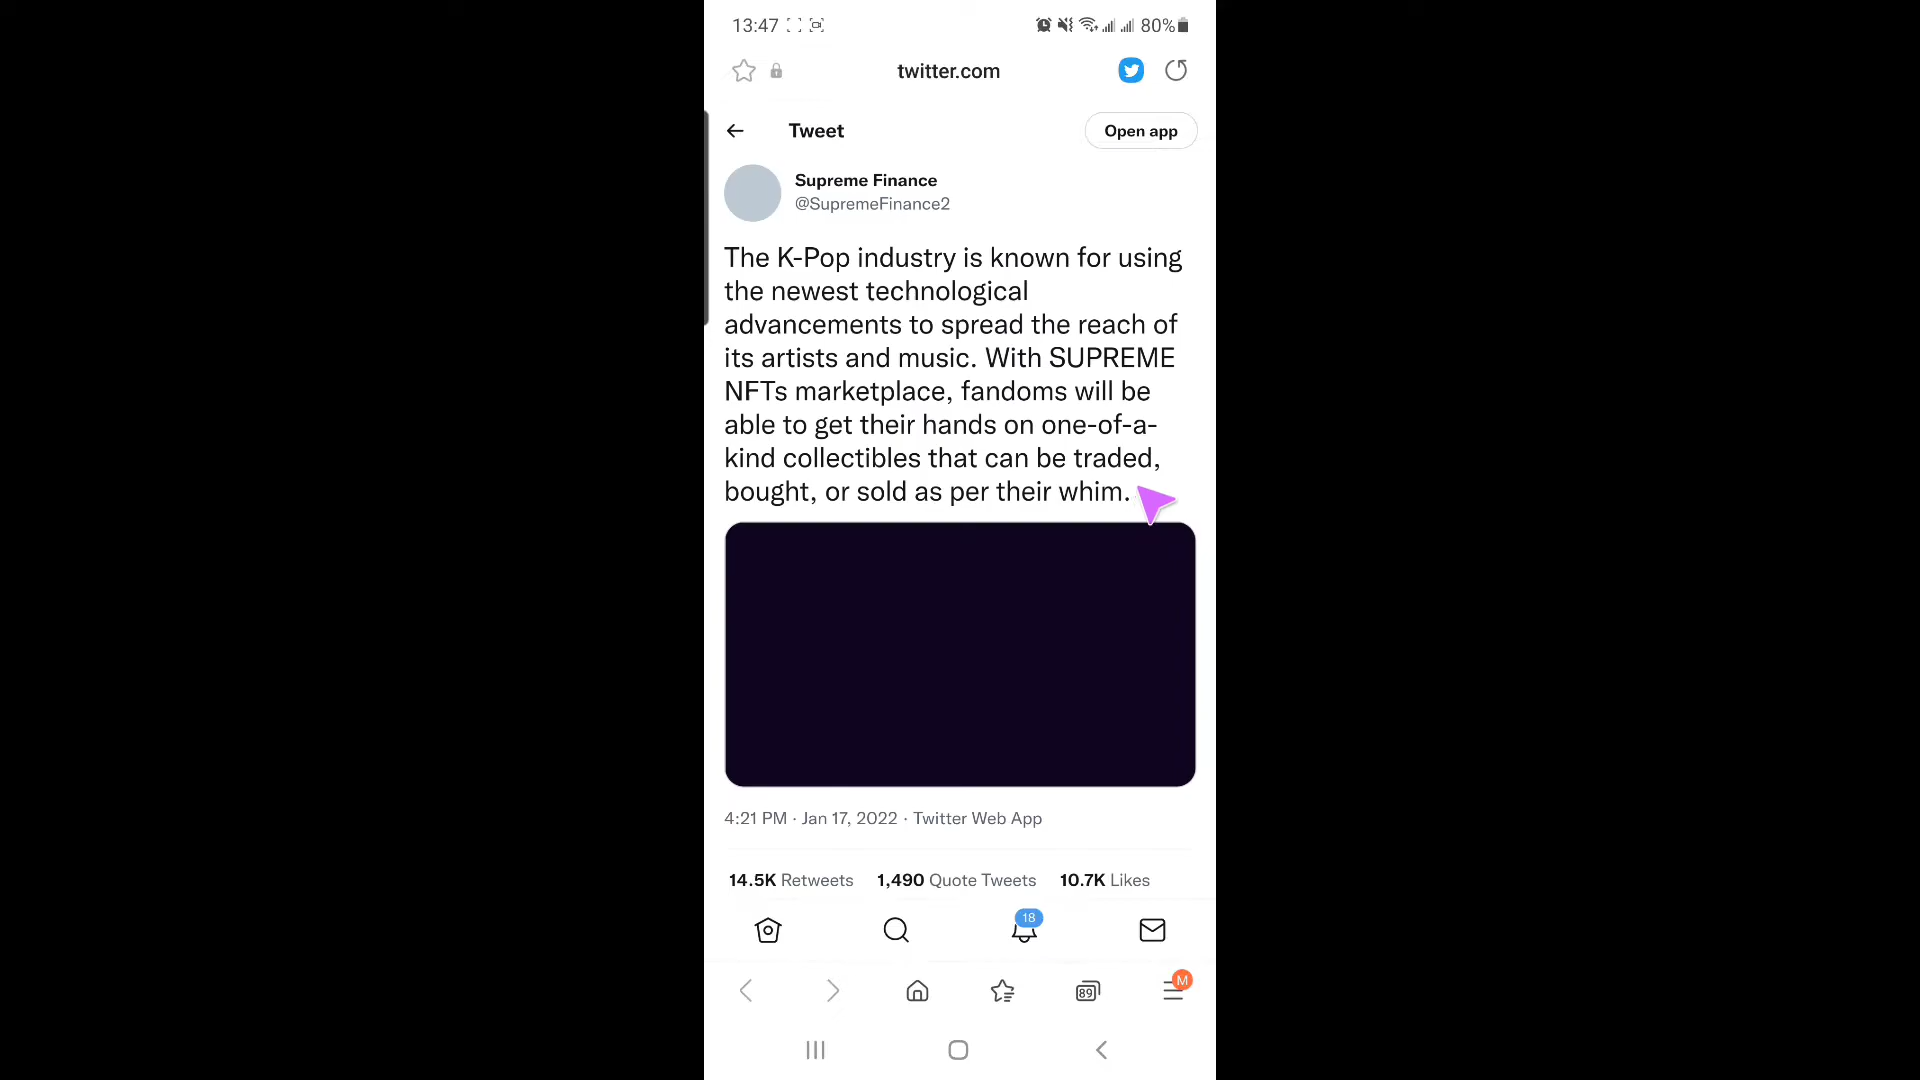 13:47 80%
twitter.com
Tweet Open app
Supreme Finance
@SupremeFinance2
The K-Pop industry is known for using
the newest technological
advancements to spread the reach of
its artists and music. With SUPREME
NFTs marketplace, fandoms will be
able to get their hands on one-of-a-
kind collectibles that can be traded,
bought, or sold as per their whim.
4:21 PM · Jan 17, 2022 · Twitter Web App
14.5K Retweets 1,490 Quote Tweets 10.7K Likes
18
89 M